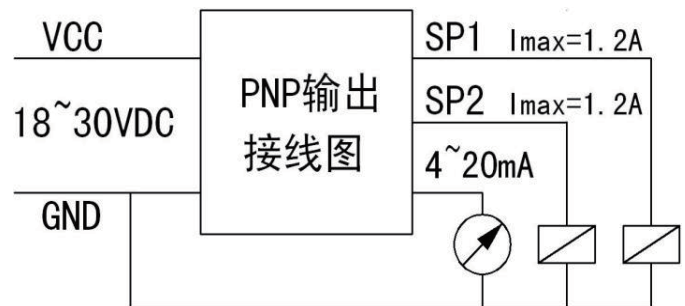 VCC
18~30VDC
GND
PNP输出
接线图
SP1 Imax=1.2A
SP2 Imax=1.2A
4~20mA